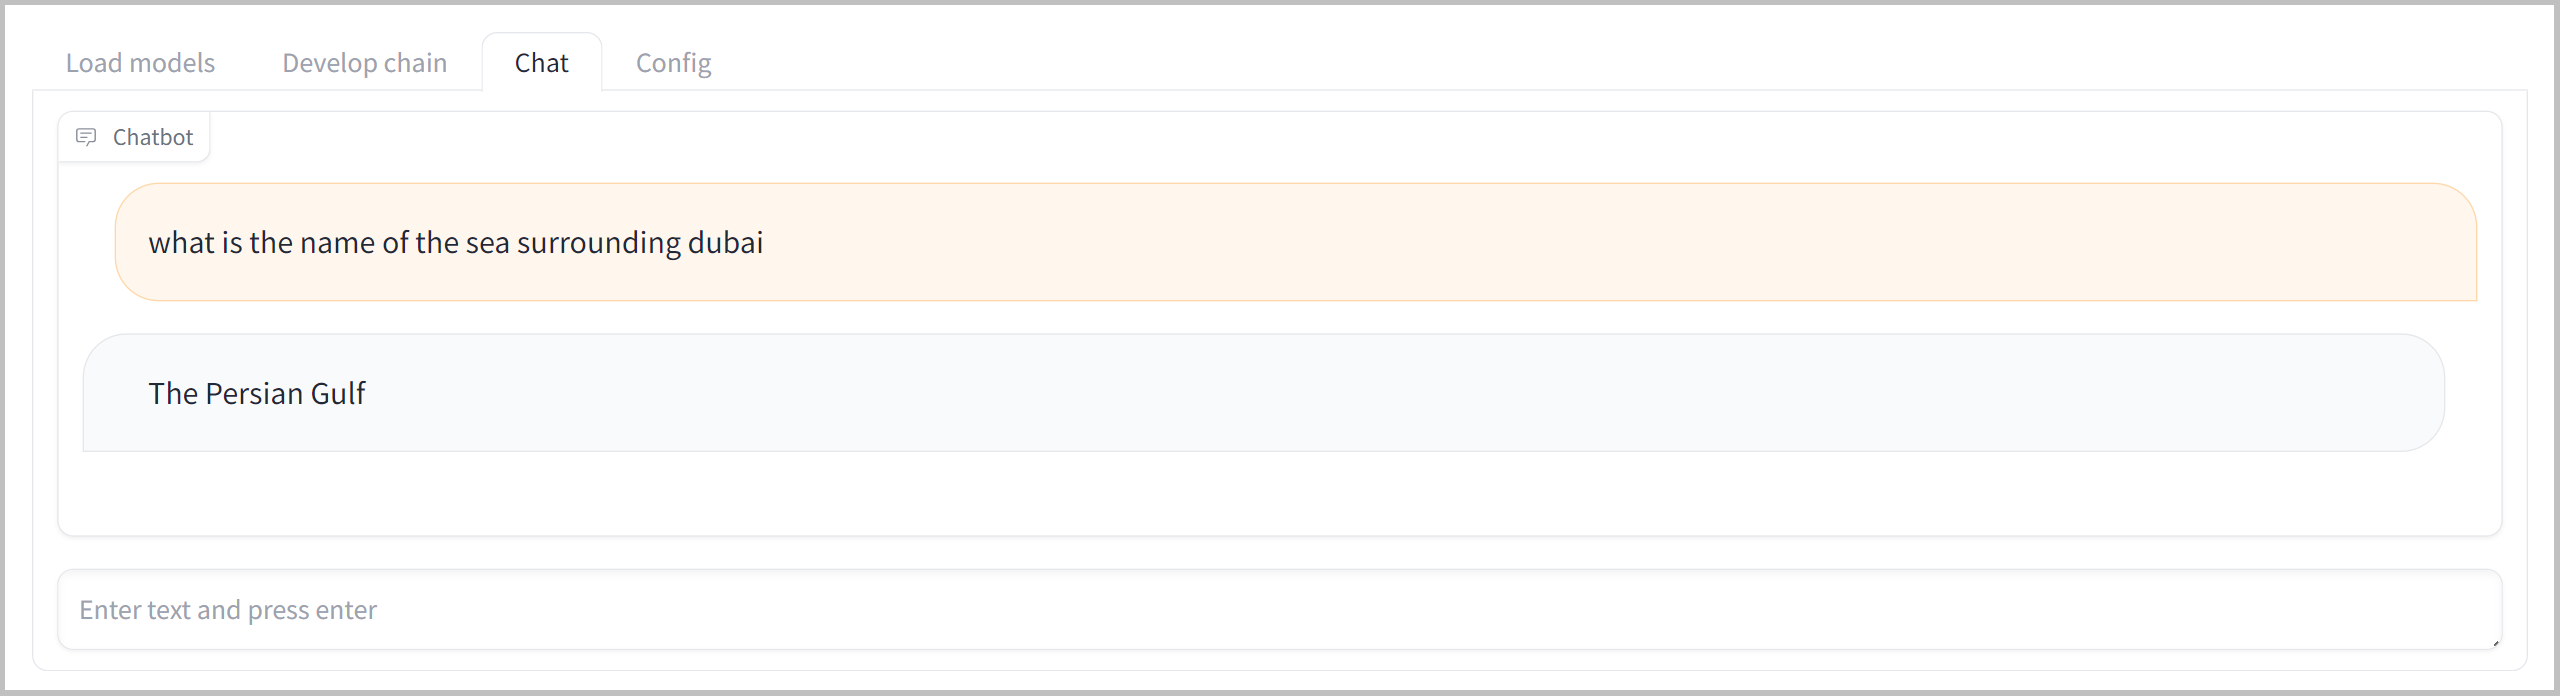 Load models Develop chain Chat Config
Chatbot
what is the name of the sea surrounding dubai
The Persian Gulf
Enter text and press enter